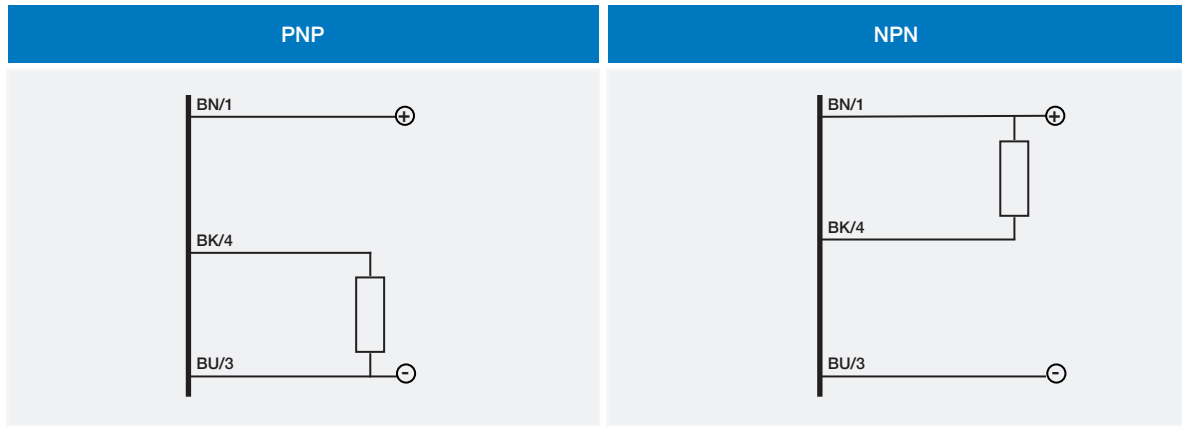 PNP
BN/1
+
BK/4
BU/3
-
NPN
BN/1
+
BK/4
BU/3
-